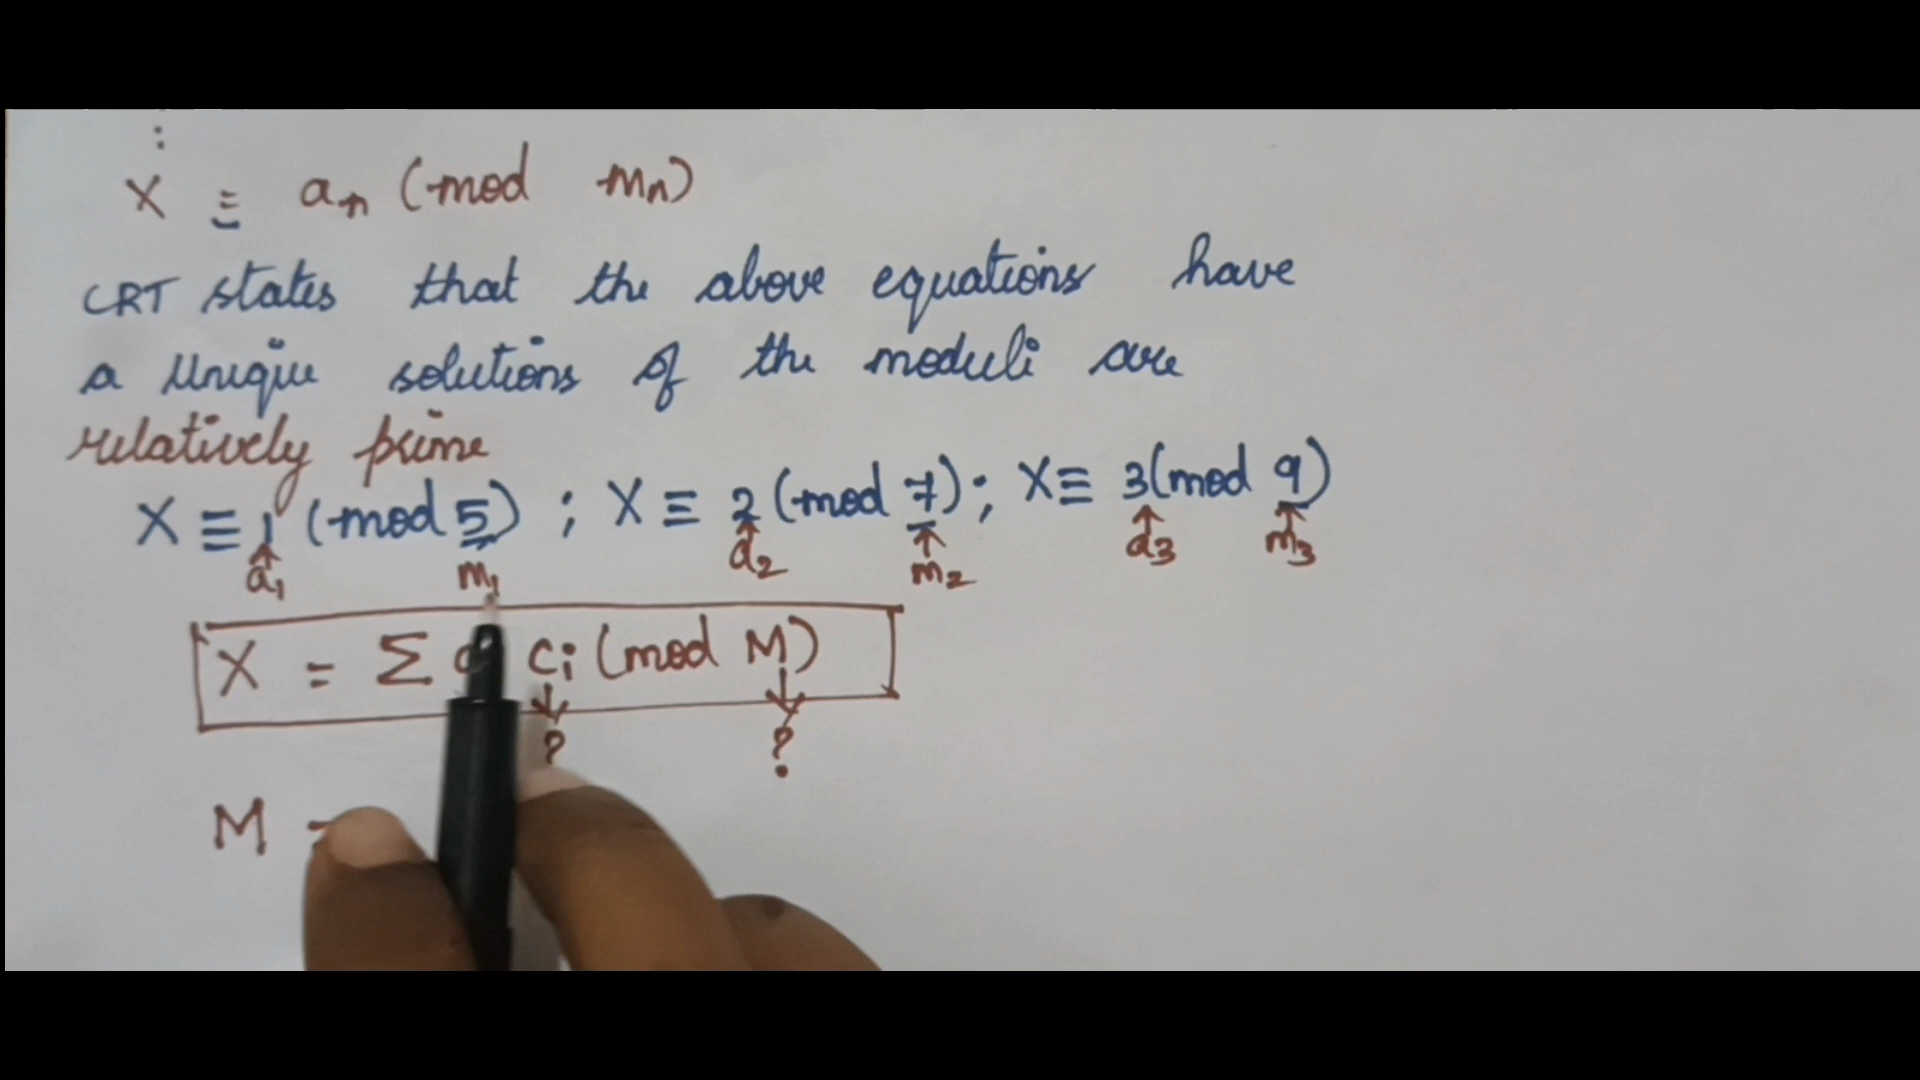 ⋮
X ≡ aₙ (mod mₙ)
CRT states that the above equations have
a Unique solutions of the moduli are
relatively prime
X ≡ 1 (mod 5) ; X ≡ 2 (mod 7) ; X ≡ 3 (mod 9)
↑ a₁ m₁ ↑ a₂ ↑ m₂ ↑ a₃ ↑ m₃
X = Σ cᵢ (mod M)
↓ ↓
? ?
M =